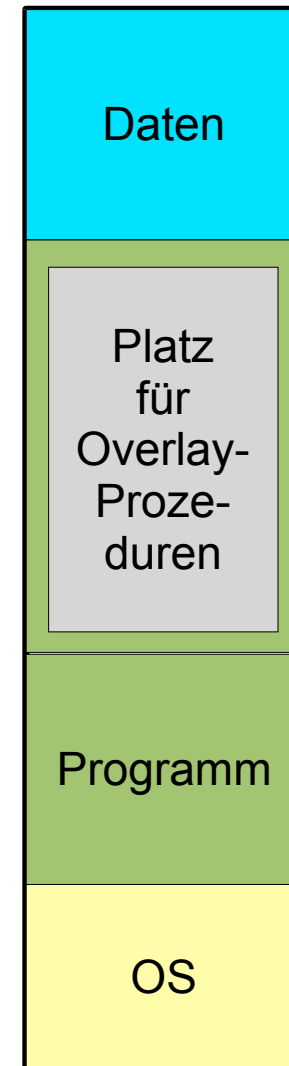 Daten
Platz
für
Overlay-
Proze-
duren
Programm
OS